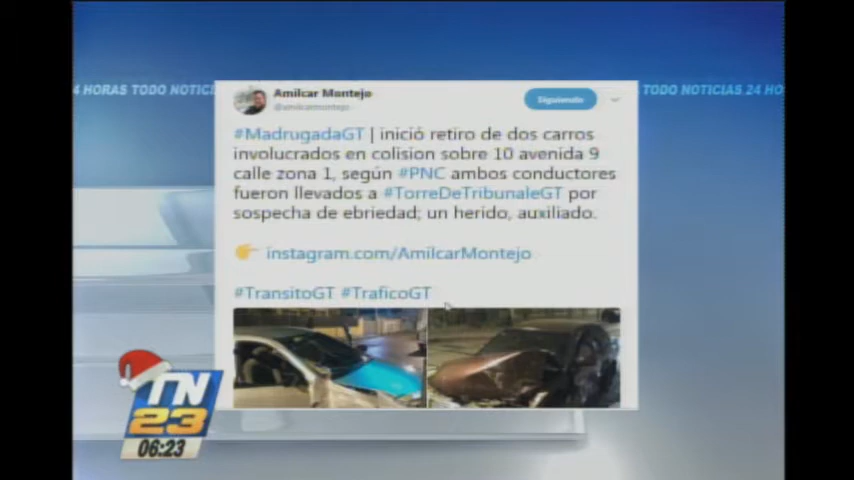 4 HORAS TODO NOTICI
TODO NOTICIAS 24 HO
Amilcar Montejo
@amilcarmontejo
Siguiendo
#MadrugadaGT | inició retiro de dos carros
involucrados en colision sobre 10 avenida 9
calle zona 1, según #PNC ambos conductores
fueron llevados a #TorreDeTribunaleGT por
sospecha de ebriedad; un herido, auxiliado.
instagram.com/AmilcarMontejo
#TransitoGT #TraficoGT
TN
23
06:23